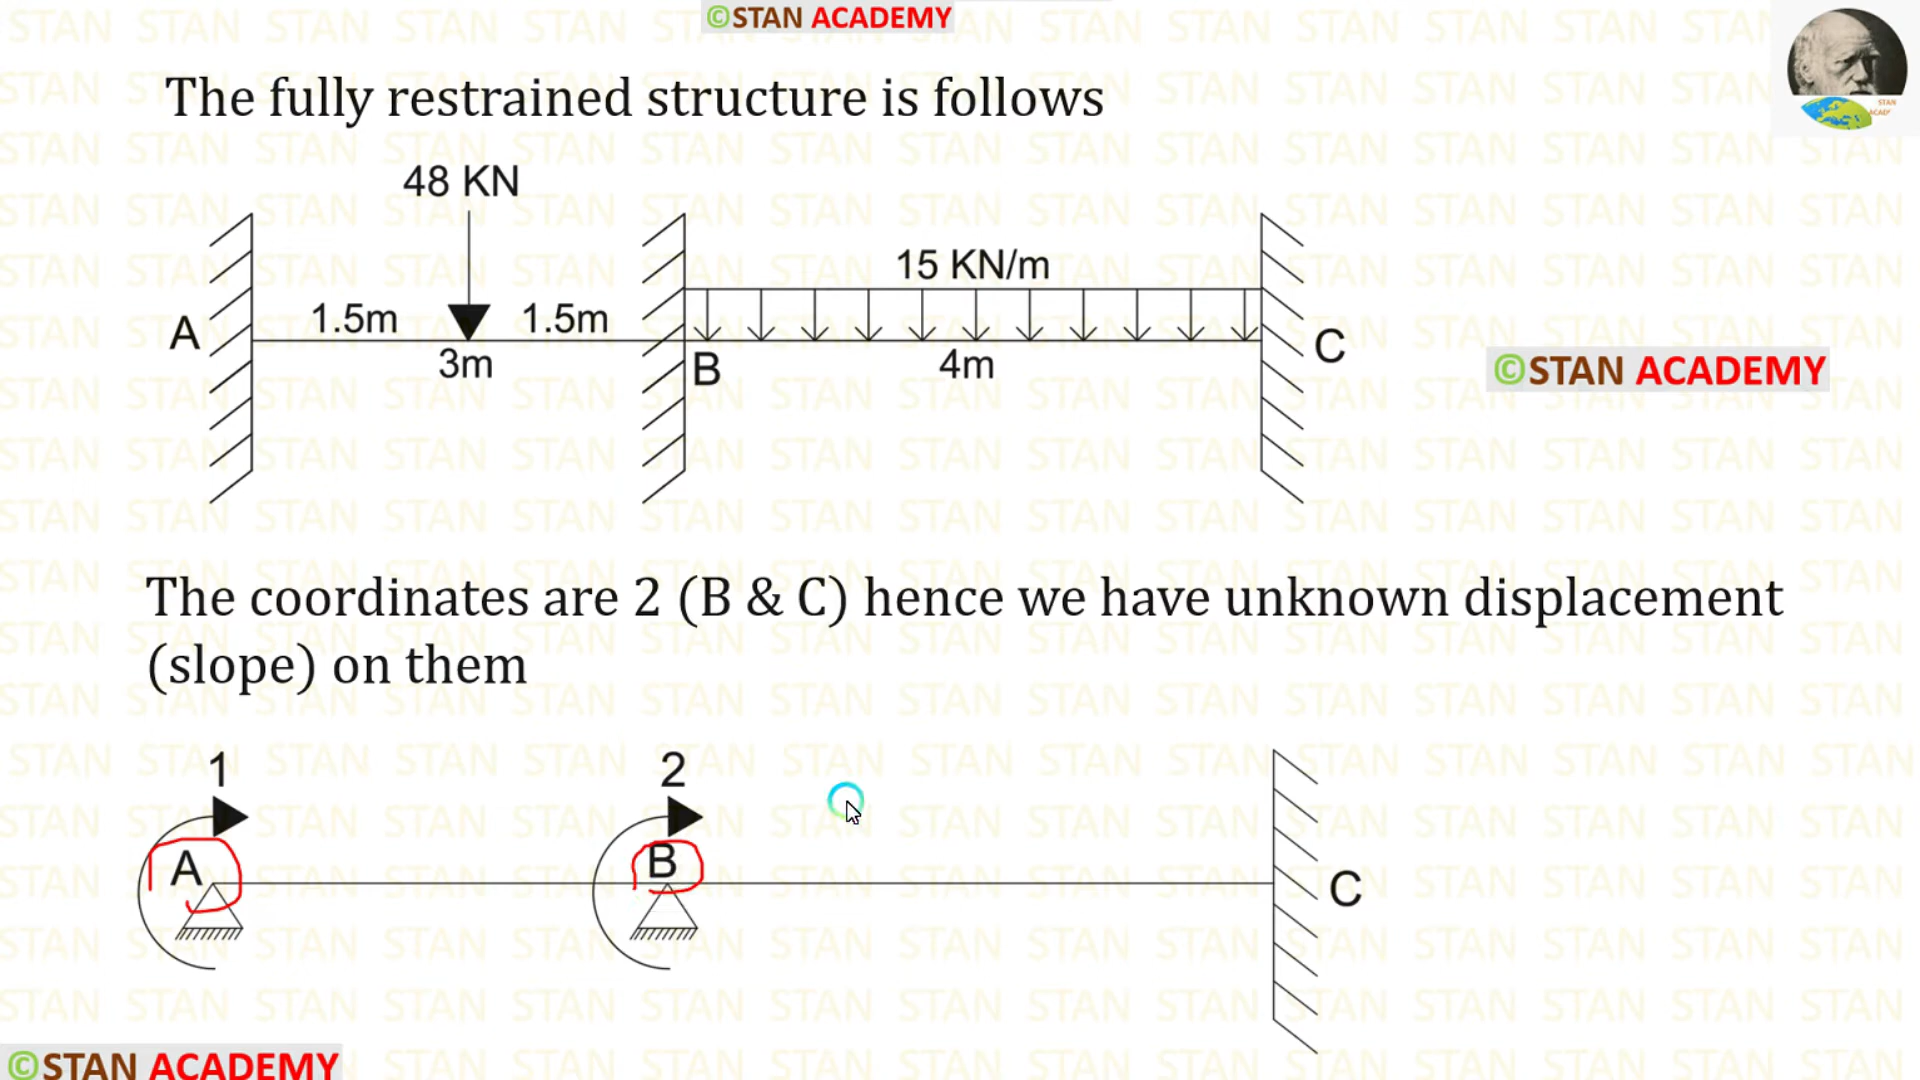 ©STAN ACADEMY
The fully restrained structure is follows
48 KN
15 KN/m
A
1.5m
1.5m
3m
B
4m
C
©STAN ACADEMY
The coordinates are 2 (B & C) hence we have unknown displacement
(slope) on them
1
2
A
B
C
©STAN ACADEMY